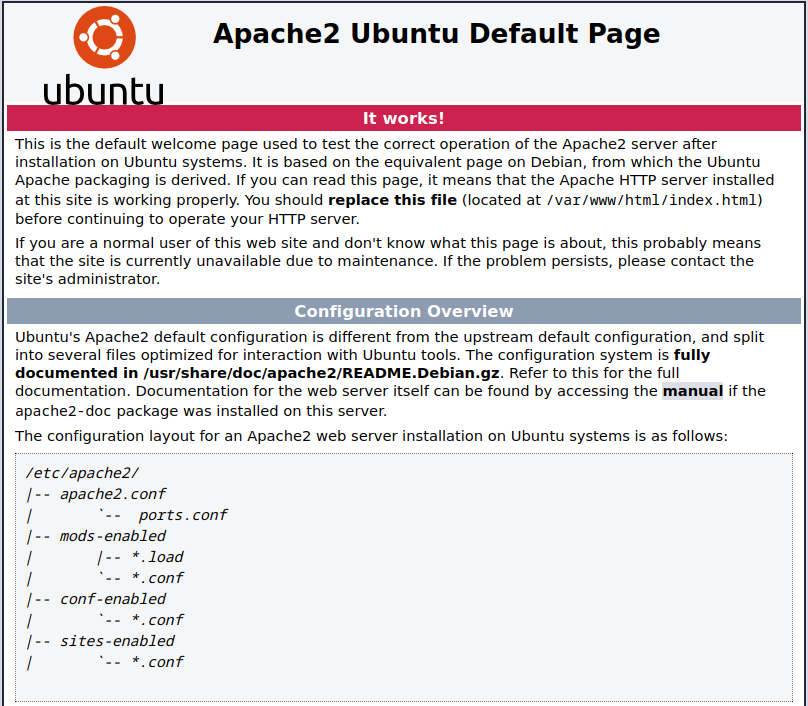 ubuntu
Apache2 Ubuntu Default Page
It works!
This is the default welcome page used to test the correct operation of the Apache2 server after
installation on Ubuntu systems. It is based on the equivalent page on Debian, from which the Ubuntu
Apache packaging is derived. If you can read this page, it means that the Apache HTTP server installed
at this site is working properly. You should replace this file (located at /var/www/html/index.html)
before continuing to operate your HTTP server.
If you are a normal user of this web site and don't know what this page is about, this probably means
that the site is currently unavailable due to maintenance. If the problem persists, please contact the
site's administrator.
Configuration Overview
Ubuntu's Apache2 default configuration is different from the upstream default configuration, and split
into several files optimized for interaction with Ubuntu tools. The configuration system is fully
documented in /usr/share/doc/apache2/README.Debian.gz. Refer to this for the full
documentation. Documentation for the web server itself can be found by accessing the manual if the
apache2-doc package was installed on this server.
The configuration layout for an Apache2 web server installation on Ubuntu systems is as follows:
/etc/apache2/
|-- apache2.conf
|       `--  ports.conf
|-- mods-enabled
|       |-- *.load
|       `-- *.conf
|-- conf-enabled
|       `-- *.conf
|-- sites-enabled
|       `-- *.conf